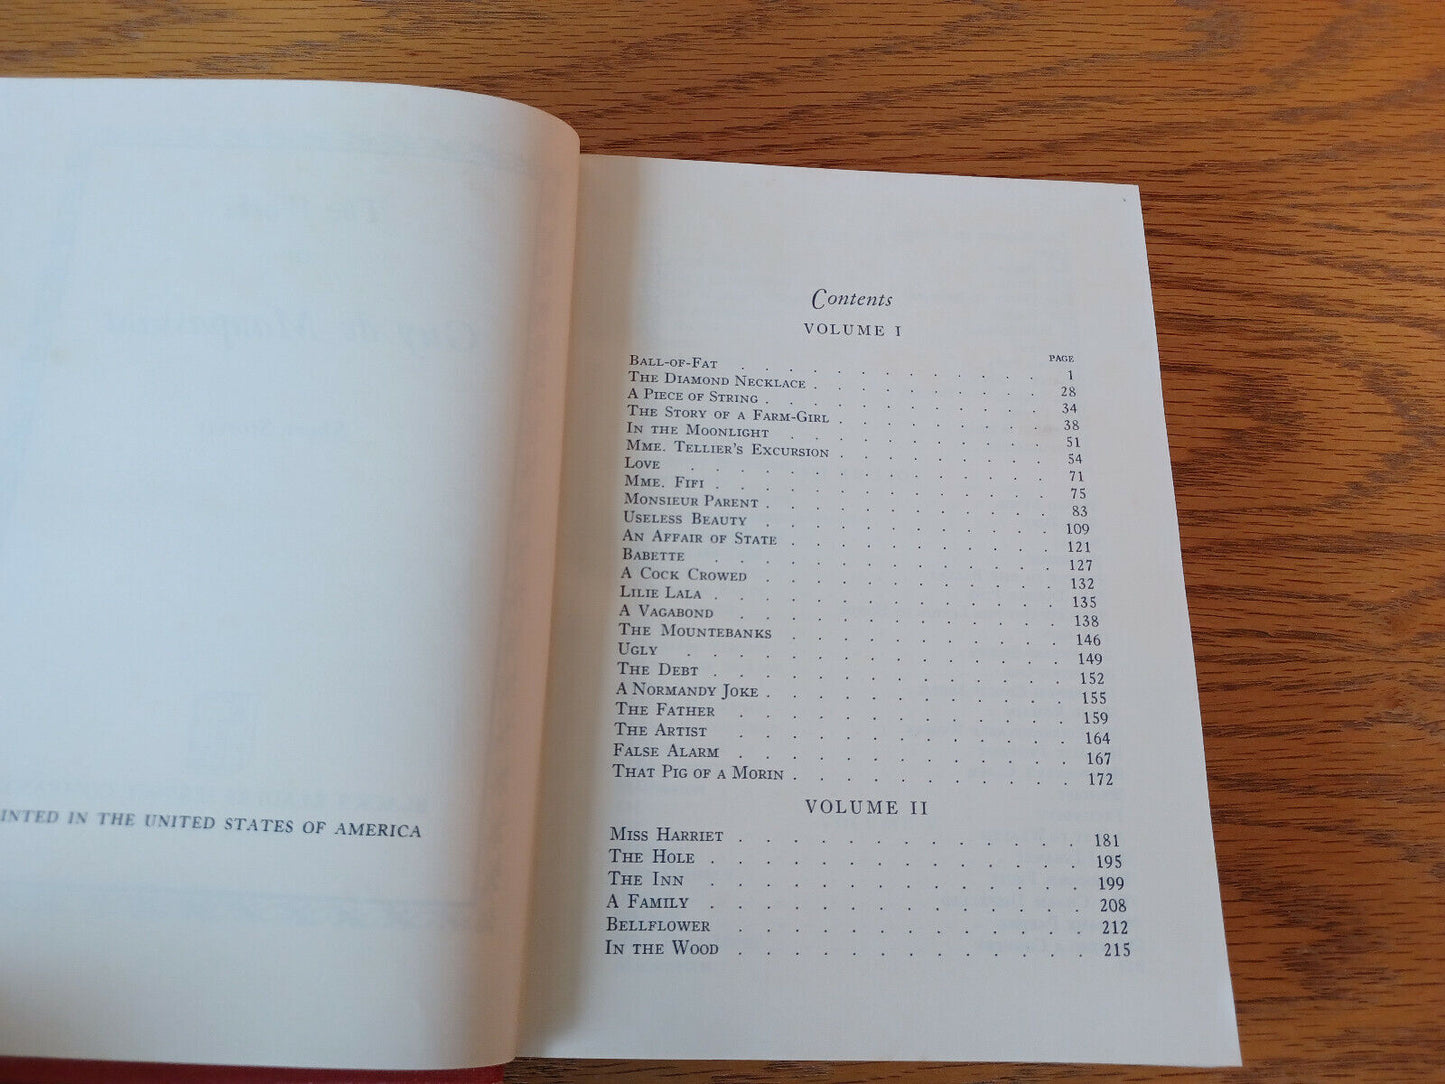 INTED IN THE UNITED STATES OF AMERICA
Contents
VOLUME I
PAGE
BALL-OF-FAT . . . . . . . . . . . . 1
THE DIAMOND NECKLACE . . . . . . . . . 28
A PIECE OF STRING . . . . . . . . . . . 34
THE STORY OF A FARM-GIRL . . . . . . . . 38
IN THE MOONLIGHT . . . . . . . . . . 51
MME. TELLIER'S EXCURSION . . . . . . . . 54
LOVE . . . . . . . . . . . . . . 71
MME. FIFI . . . . . . . . . . . . . 75
MONSIEUR PARENT . . . . . . . . . . . 83
USELESS BEAUTY . . . . . . . . . . . 109
AN AFFAIR OF STATE . . . . . . . . . . 121
BABETTE . . . . . . . . . . . . . 127
A COCK CROWED . . . . . . . . . . . 132
LILIE LALA . . . . . . . . . . . . . 135
A VAGABOND . . . . . . . . . . . . 138
THE MOUNTEBANKS . . . . . . . . . . 146
UGLY . . . . . . . . . . . . . . 149
THE DEBT . . . . . . . . . . . . . 152
A NORMANDY JOKE . . . . . . . . . . . 155
THE FATHER . . . . . . . . . . . . 159
THE ARTIST . . . . . . . . . . . . 164
FALSE ALARM . . . . . . . . . . . . 167
THAT PIG OF A MORIN . . . . . . . . . . 172
VOLUME II
MISS HARRIET . . . . . . . . . . . . 181
THE HOLE . . . . . . . . . . . . . 195
THE INN . . . . . . . . . . . . . 199
A FAMILY . . . . . . . . . . . . . 208
BELLFLOWER . . . . . . . . . . . . 212
IN THE WOOD . . . . . . . . . . . . 215